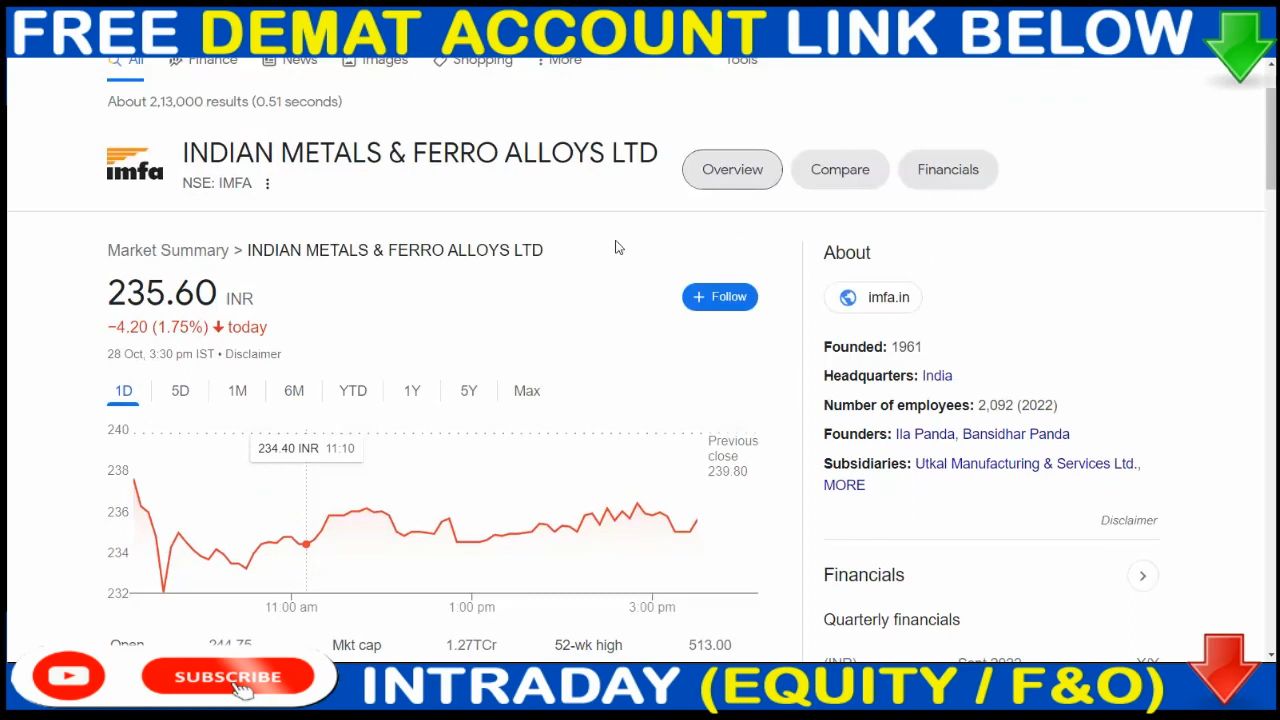 FREE DEMAT ACCOUNT LINK BELOW
All Finance News Images Shopping More Tools
About 2,13,000 results (0.51 seconds)
imfa
INDIAN METALS & FERRO ALLOYS LTD
NSE: IMFA
Overview Compare Financials
Market Summary > INDIAN METALS & FERRO ALLOYS LTD
235.60 INR
+ Follow
−4.20 (1.75%) today
28 Oct, 3:30 pm IST • Disclaimer
1D 5D 1M 6M YTD 1Y 5Y Max
240
238
236
234
232
234.40 INR 11:10
Previous
close
239.80
11:00 am 1:00 pm 3:00 pm
Open 244.75 Mkt cap 1.27TCr 52-wk high 513.00
About
imfa.in
Founded: 1961
Headquarters: India
Number of employees: 2,092 (2022)
Founders: Ila Panda, Bansidhar Panda
Subsidiaries: Utkal Manufacturing & Services Ltd.,
MORE
Disclaimer
Financials
Quarterly financials
(INR) Sept 2022 Y/Y
SUBSCRIBE
INTRADAY (EQUITY / F&O)